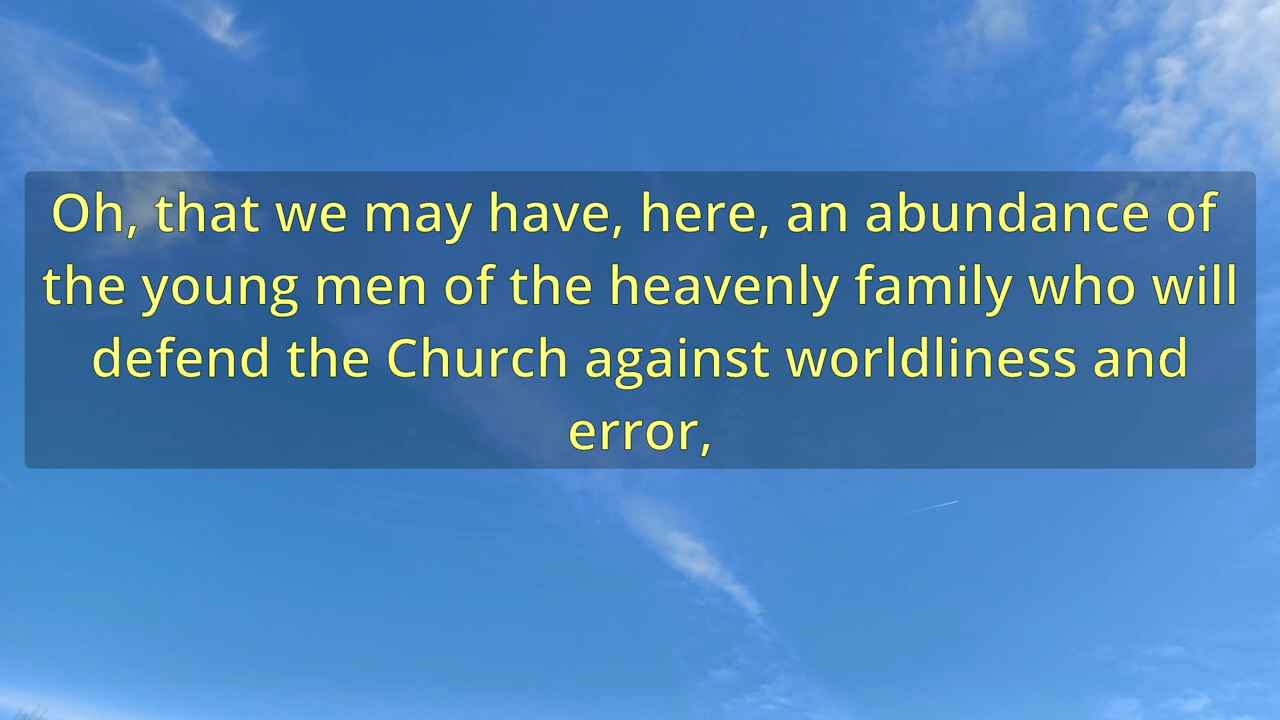 Oh, that we may have, here, an abundance of
the young men of the heavenly family who will
defend the Church against worldliness and
error,